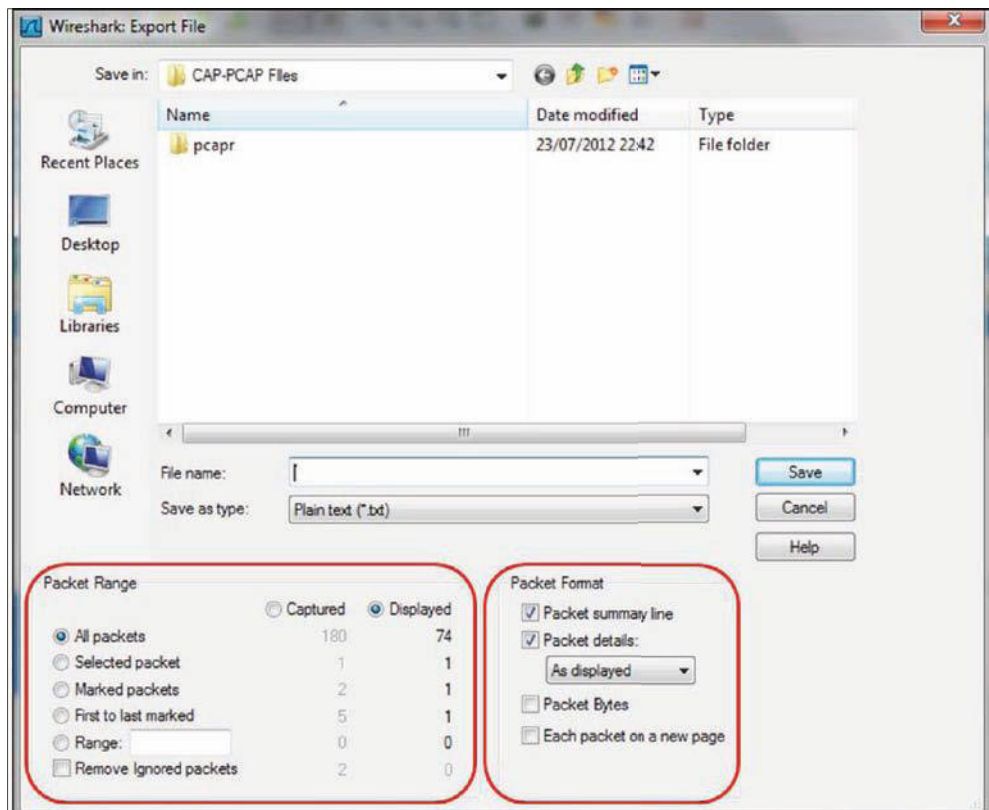 Wireshark: Export File
Save in: CAP-PCAP Files
Name Date modified Type
pcapr 23/07/2012 22:42 File folder
Recent Places
Desktop
Libraries
Computer
Network
File name:
Save as type: Plain text (*.txt)
Save
Cancel
Help
Packet Range
Captured Displayed
All packets 180 74
Selected packet 1 1
Marked packets 2 1
First to last marked 5 1
Range: 0 0
Remove Ignored packets 2 0
Packet Format
Packet summary line
Packet details:
As displayed
Packet Bytes
Each packet on a new page